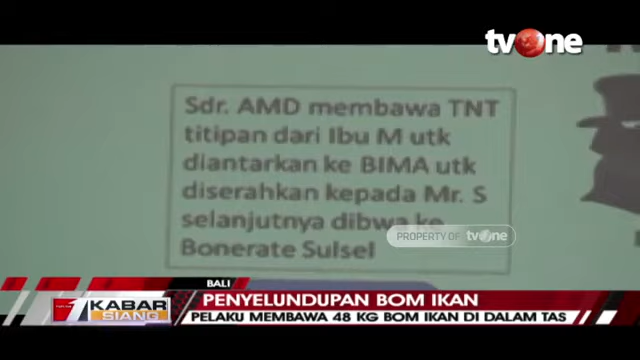 tvOne
Sdr. AMD membawa TNT
titipan dari Ibu M utk
diantarkan ke BIMA utk
diserahkan kepada Mr. S
selanjutnya dibwa ke
Bonerate Sulsel
PROPERTY OF tvOne
BALI
KABAR
SIANG
PENYELUNDUPAN BOM IKAN
PELAKU MEMBAWA 48 KG BOM IKAN DI DALAM TAS